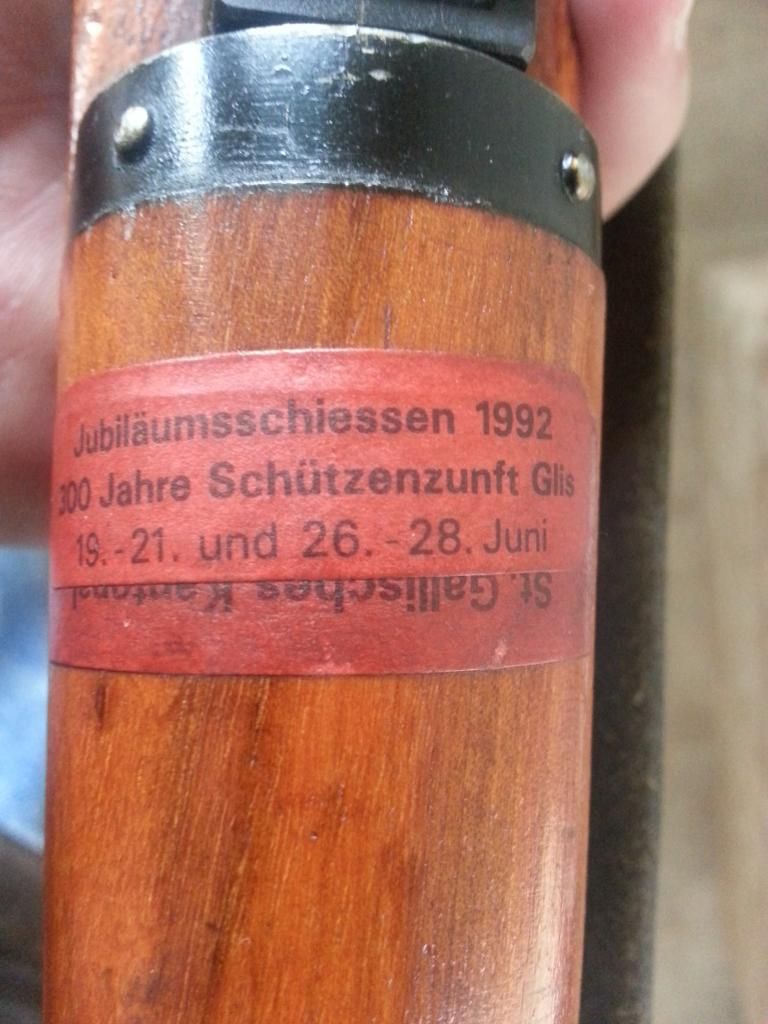 Jubiläumsschiessen 1992
300 Jahre Schützenzunft Glis
19.-21. und 26.-28. Juni
St. Gallisches Kantonal